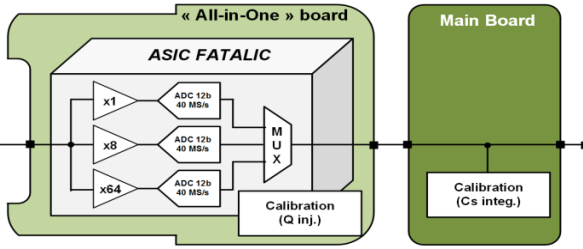 « All-in-One » board
Main Board
ASIC FATALIC
x1
ADC 12b
40 MS/s
x8
ADC 12b
40 MS/s
x64
ADC 12b
40 MS/s
M
U
X
Calibration
(Q inj.)
Calibration
(Cs integ.)